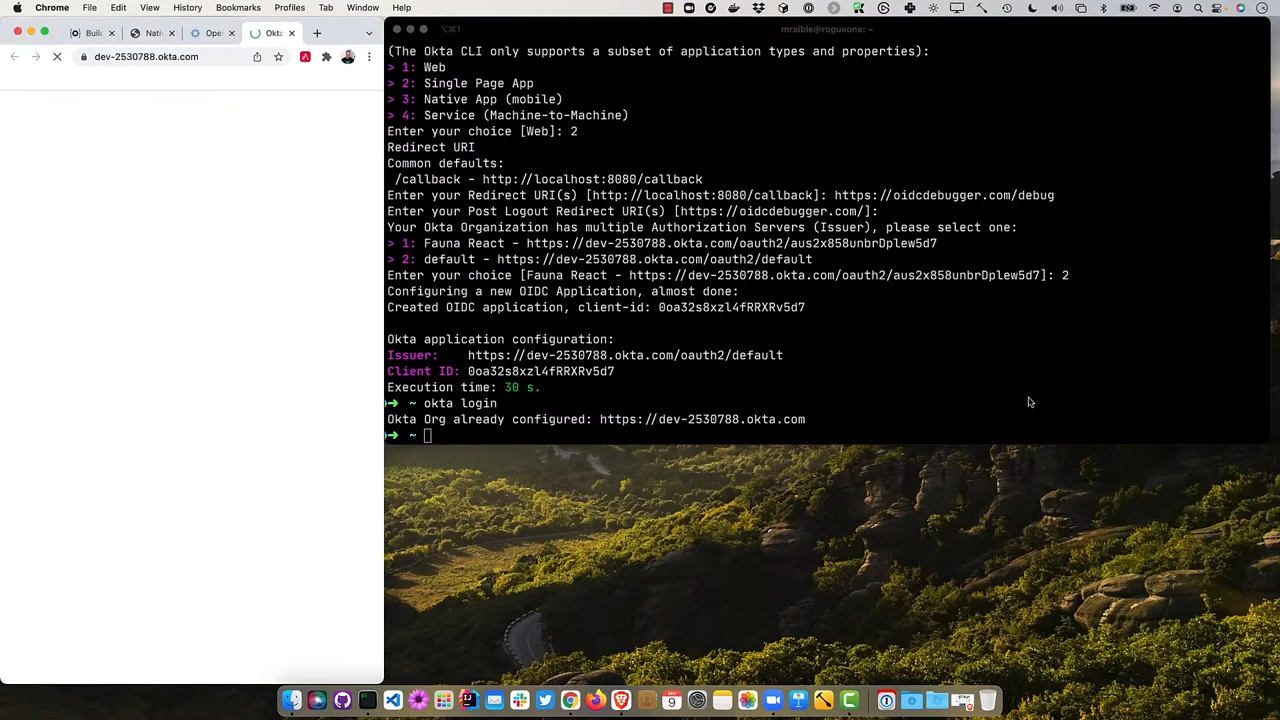 Chrome File Edit View History Bookmarks Profiles Tab Window Help
Build
Nativ
Open
Okta
dev-2530788.okta.com
⌥⌘1
mraible@rogueone: ~
(The Okta CLI only supports a subset of application types and properties):
> 1: Web
> 2: Single Page App
> 3: Native App (mobile)
> 4: Service (Machine-to-Machine)
Enter your choice [Web]: 2
Redirect URI
Common defaults:
/callback - http://localhost:8080/callback
Enter your Redirect URI(s) [http://localhost:8080/callback]: https://oidcdebugger.com/debug
Enter your Post Logout Redirect URI(s) [https://oidcdebugger.com/]:
Your Okta Organization has multiple Authorization Servers (Issuer), please select one:
> 1: Fauna React - https://dev-2530788.okta.com/oauth2/aus2x858unbrDplew5d7
> 2: default - https://dev-2530788.okta.com/oauth2/default
Enter your choice [Fauna React - https://dev-2530788.okta.com/oauth2/aus2x858unbrDplew5d7]: 2
Configuring a new OIDC Application, almost done:
Created OIDC application, client-id: 0oa32s8xzl4fRRXRv5d7
Okta application configuration:
Issuer: https://dev-2530788.okta.com/oauth2/default
Client ID: 0oa32s8xzl4fRRXRv5d7
Execution time: 30 s.
➜ ~ okta login
Okta Org already configured: https://dev-2530788.okta.com
➜ ~
DEC
9